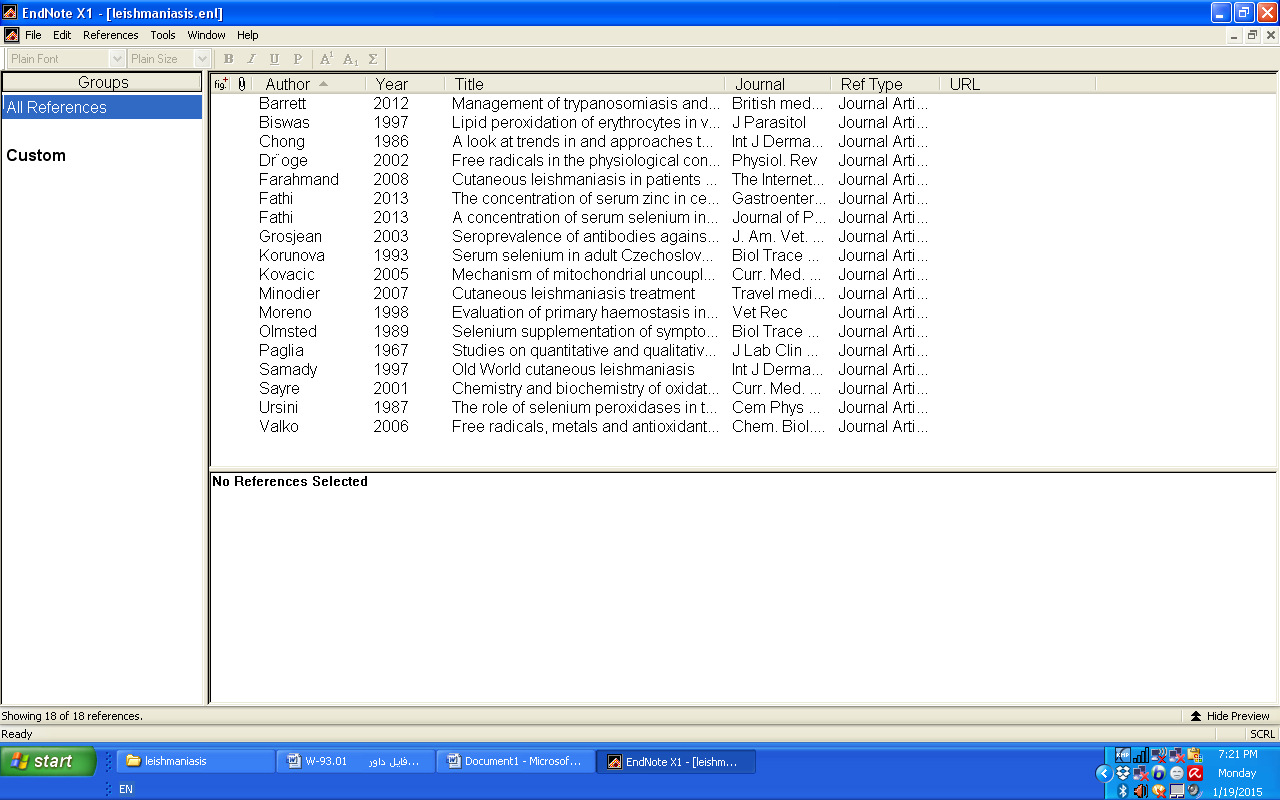 EndNote X1 - [leishmaniasis.enl]
File Edit References Tools Window Help
Plain Font Plain Size B I U P A¹ A₁ Σ
Groups
All References
Custom
fig. Author Year Title Journal Ref Type URL
Barrett 2012 Management of trypanosomiasis and... British med... Journal Arti...
Biswas 1997 Lipid peroxidation of erythrocytes in v... J Parasitol Journal Arti...
Chong 1986 A look at trends in and approaches t... Int J Derma... Journal Arti...
Dr¨oge 2002 Free radicals in the physiological con... Physiol. Rev Journal Arti...
Farahmand 2008 Cutaneous leishmaniasis in patients ... The Internet... Journal Arti...
Fathi 2013 The concentration of serum zinc in ce... Gastroenter... Journal Arti...
Fathi 2013 A concentration of serum selenium in... Journal of P... Journal Arti...
Grosjean 2003 Seroprevalence of antibodies agains... J. Am. Vet. ... Journal Arti...
Korunova 1993 Serum selenium in adult Czechoslov... Biol Trace ... Journal Arti...
Kovacic 2005 Mechanism of mitochondrial uncoupl... Curr. Med. ... Journal Arti...
Minodier 2007 Cutaneous leishmaniasis treatment Travel medi... Journal Arti...
Moreno 1998 Evaluation of primary haemostasis in... Vet Rec Journal Arti...
Olmsted 1989 Selenium supplementation of sympto... Biol Trace ... Journal Arti...
Paglia 1967 Studies on quantitative and qualitativ... J Lab Clin ... Journal Arti...
Samady 1997 Old World cutaneous leishmaniasis Int J Derma... Journal Arti...
Sayre 2001 Chemistry and biochemistry of oxidat... Curr. Med. ... Journal Arti...
Ursini 1987 The role of selenium peroxidases in t... Cem Phys ... Journal Arti...
Valko 2006 Free radicals, metals and antioxidant... Chem. Biol.... Journal Arti...
No References Selected
Showing 18 of 18 references.
Hide Preview
Ready
SCRL
start
leishmaniasis
W-93.01 فایل داور...
Document1 - Microsof...
EndNote X1 - [leishm...
EN
7:21 PM
Monday
1/19/2015